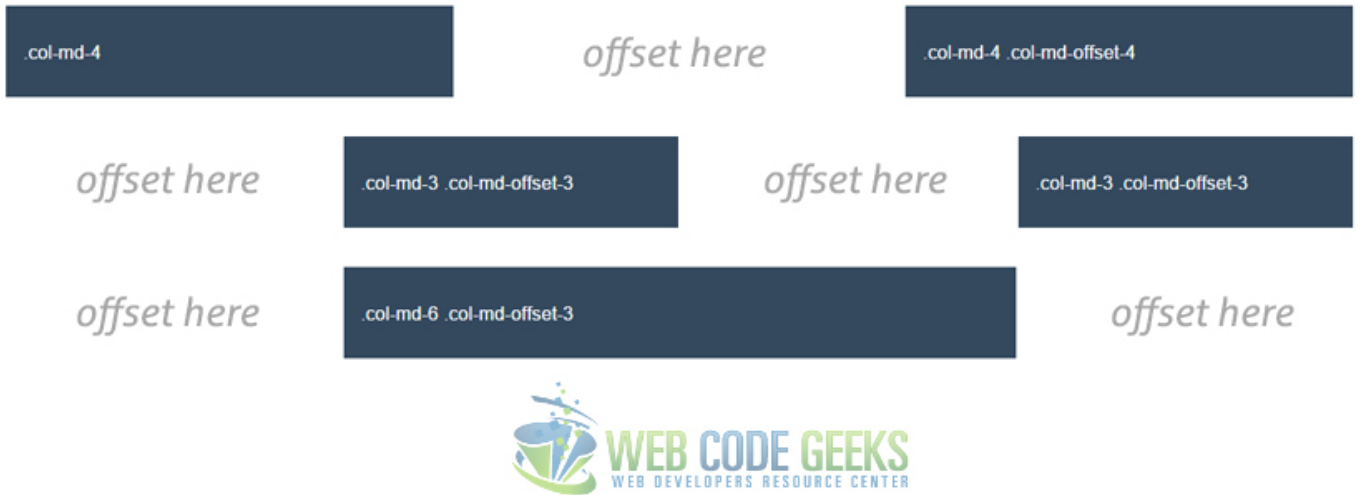 .col-md-4
offset here
.col-md-4 .col-md-offset-4
offset here
.col-md-3 .col-md-offset-3
offset here
.col-md-3 .col-md-offset-3
offset here
.col-md-6 .col-md-offset-3
offset here
WEB CODE GEEKS
WEB DEVELOPERS RESOURCE CENTER